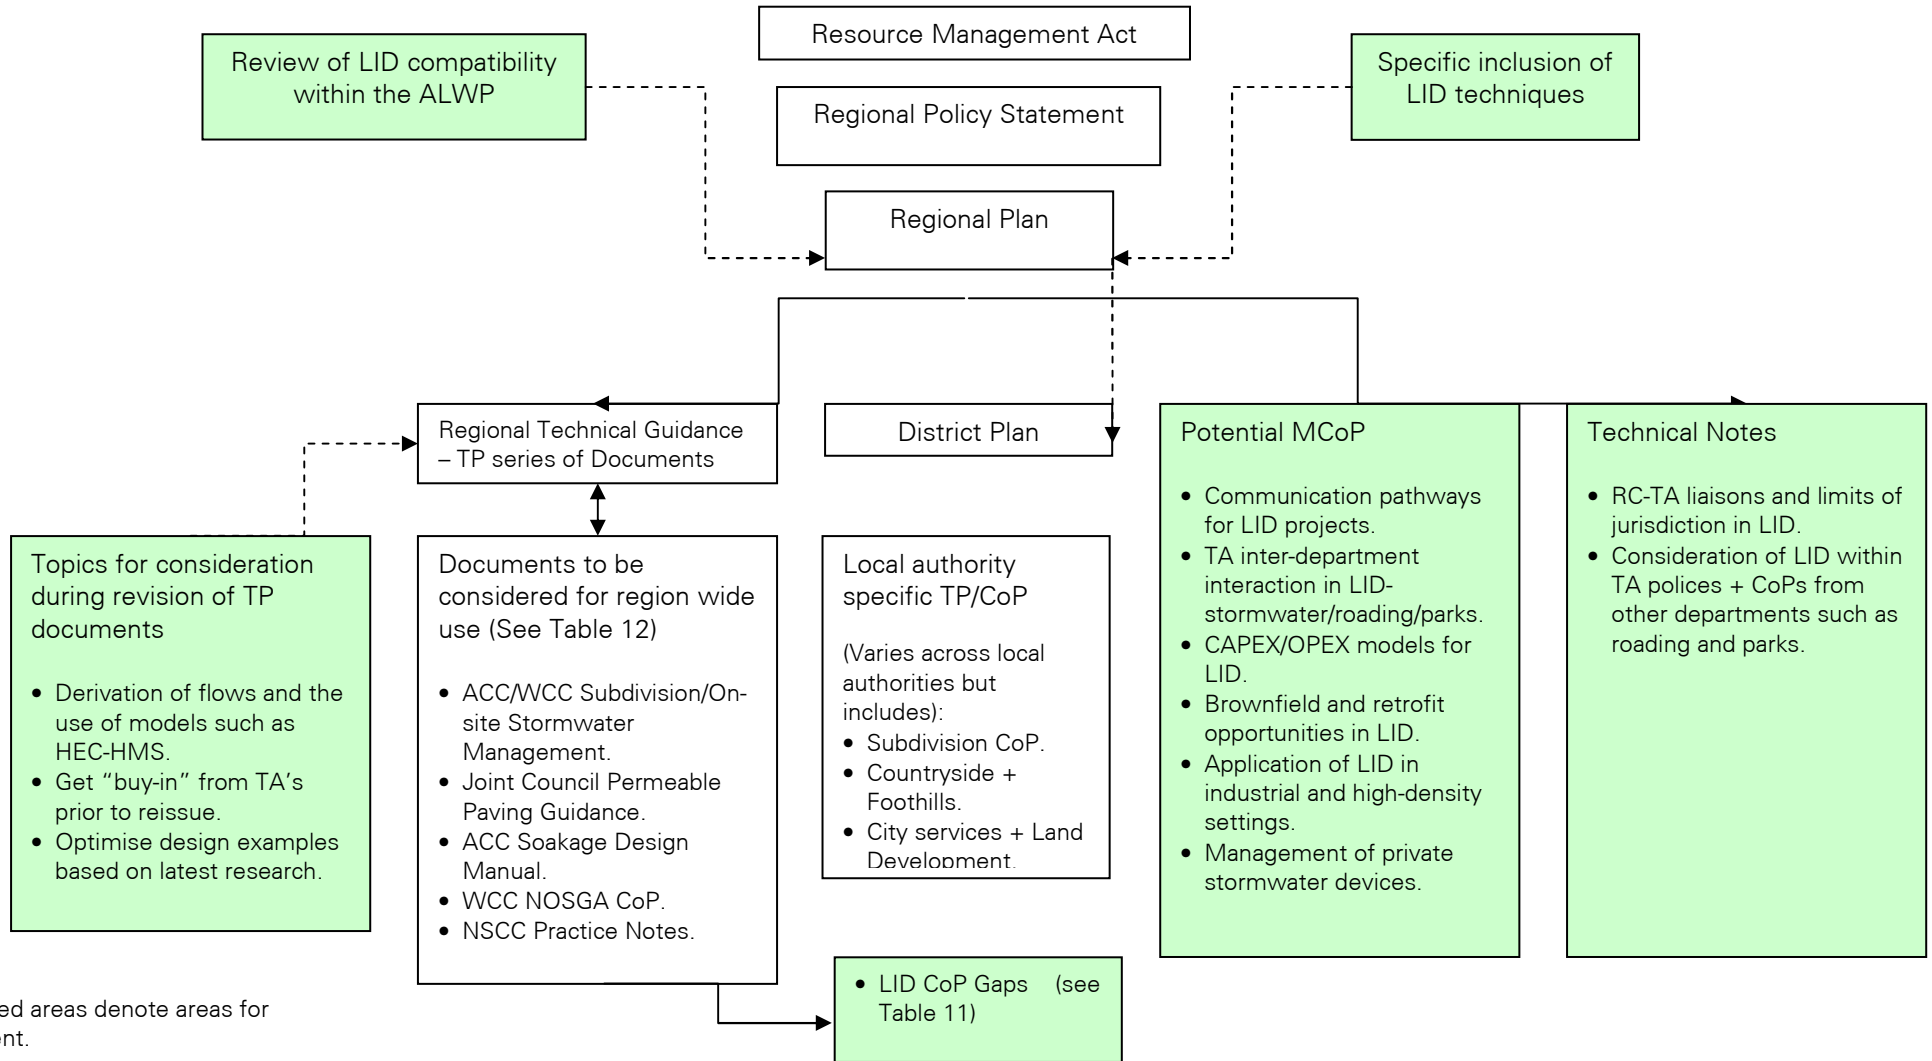 Resource Management Act
Review of LID compatibility
within the ALWP
Specific inclusion of
LID techniques
Regional Policy Statement
Regional Plan
Regional Technical Guidance
– TP series of Documents
District Plan
Potential MCoP
• Communication pathways
for LID projects.
• TA inter-department
interaction in LID-
stormwater/roading/parks.
• CAPEX/OPEX models for
LID.
• Brownfield and retrofit
opportunities in LID.
• Application of LID in
industrial and high-density
settings.
• Management of private
stormwater devices.
Technical Notes
• RC-TA liaisons and limits of
jurisdiction in LID.
• Consideration of LID within
TA polices + CoPs from
other departments such as
roading and parks.
Topics for consideration
during revision of TP
documents
• Derivation of flows and the
use of models such as
HEC-HMS.
• Get “buy-in” from TA’s
prior to reissue.
• Optimise design examples
based on latest research.
Documents to be
considered for region wide
use (See Table 12)
• ACC/WCC Subdivision/On-
site Stormwater
Management.
• Joint Council Permeable
Paving Guidance.
• ACC Soakage Design
Manual.
• WCC NOSGA CoP.
• NSCC Practice Notes.
Local authority
specific TP/CoP
(Varies across local
authorities but
includes):
• Subdivision CoP.
• Countryside +
Foothills.
• City services + Land
Development.
• LID CoP Gaps (see
Table 11)
ed areas denote areas for
ent.